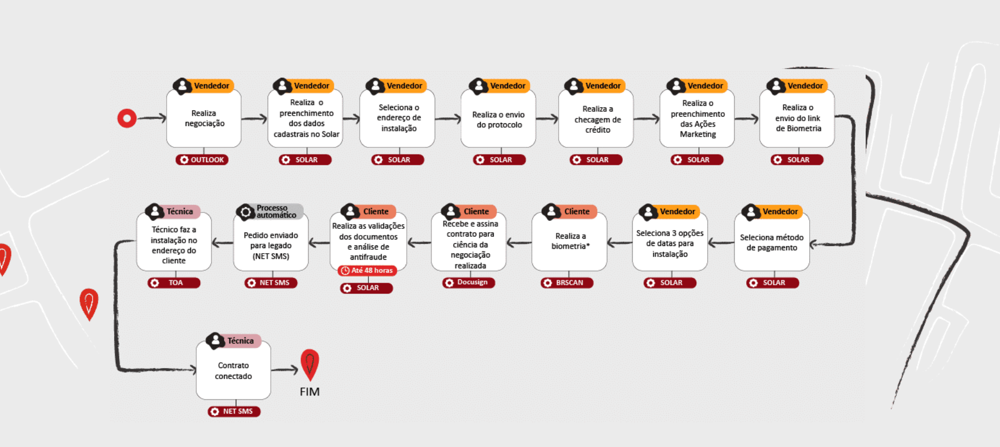 Vendedor
Realiza
negociação
OUTLOOK
Vendedor
Realiza o
preenchimento
dos dados
cadastrais no Solar
SOLAR
Vendedor
Seleciona o
endereço de
instalação
SOLAR
Vendedor
Realiza o envio
do protocolo
SOLAR
Vendedor
Realiza a
checagem de
crédito
SOLAR
Vendedor
Realiza o
preenchimento
das Ações
Marketing
SOLAR
Vendedor
Realiza o
envio do link
de Biometria
SOLAR
Vendedor
Seleciona método
de pagamento
SOLAR
Vendedor
Seleciona 3 opções
de datas para
instalação
SOLAR
Cliente
Realiza a
biometria*
BRSCAN
Cliente
Recebe e assina
contrato para
ciência da
negociação
realizada
Docusign
Cliente
Realiza as validações
dos documentos
e análise de
antifraude
Até 48 horas
SOLAR
Processo
automático
Pedido enviado
para legado
(NET SMS)
NET SMS
Técnica
Técnico faz a
instalação no
endereço do
cliente
TOA
Técnica
Contrato
conectado
NET SMS
FIM